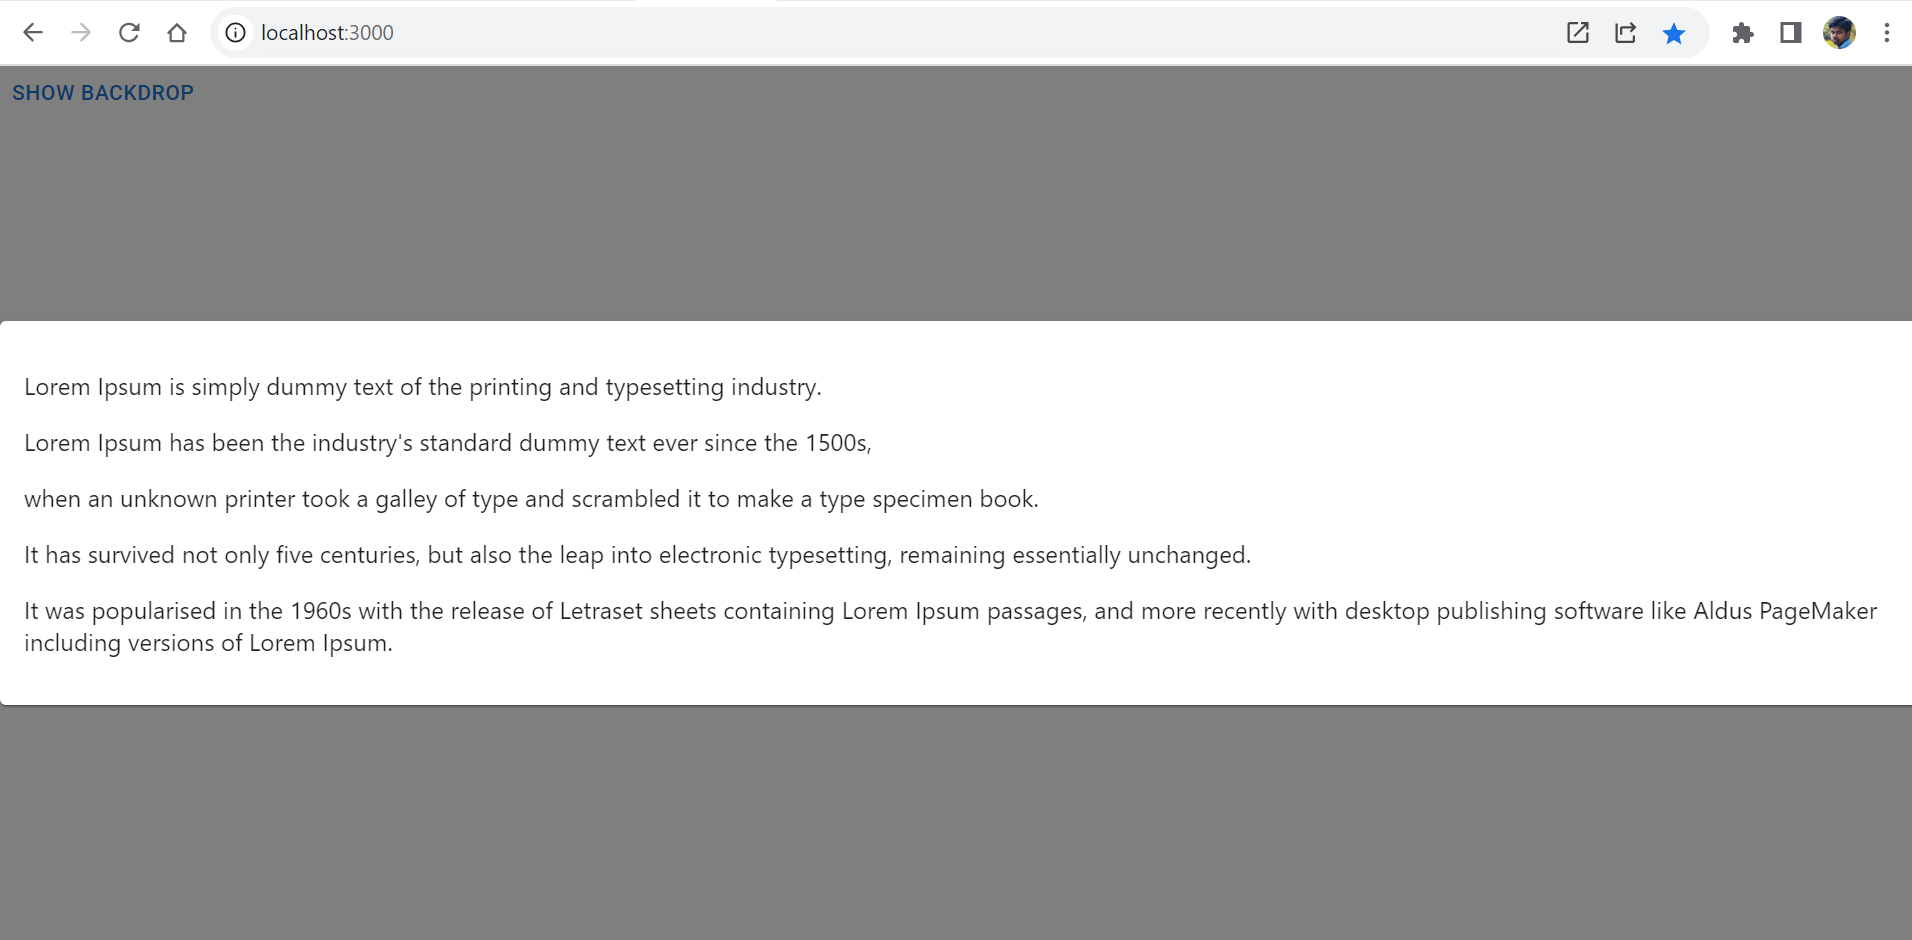 localhost:3000
SHOW BACKDROP
Lorem Ipsum is simply dummy text of the printing and typesetting industry.
Lorem Ipsum has been the industry's standard dummy text ever since the 1500s,
when an unknown printer took a galley of type and scrambled it to make a type specimen book.
It has survived not only five centuries, but also the leap into electronic typesetting, remaining essentially unchanged.
It was popularised in the 1960s with the release of Letraset sheets containing Lorem Ipsum passages, and more recently with desktop publishing software like Aldus PageMaker
including versions of Lorem Ipsum.